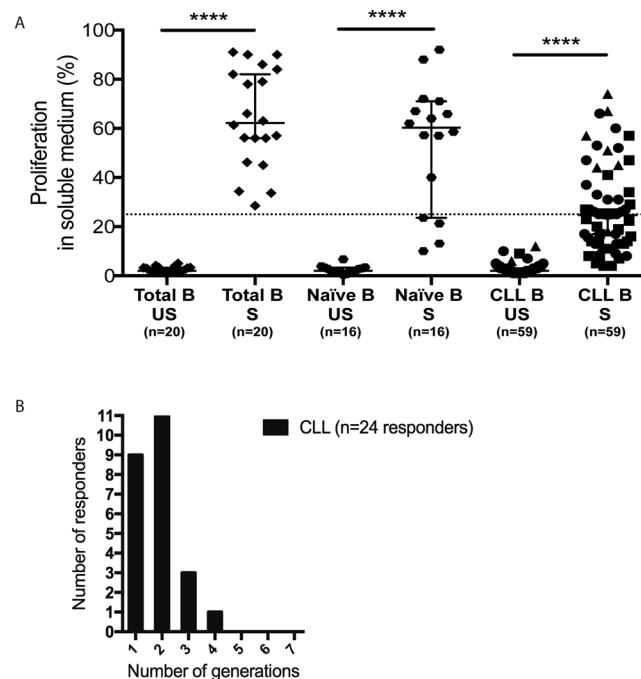 A
**** **** ****
Proliferation
in soluble medium (%)
100
80
60
40
20
0
Total B Total B Naïve B Naïve B CLL B CLL B
US S US S US S
(n=20) (n=20) (n=16) (n=16) (n=59) (n=59)
B
Number of responders
11
10
9
8
7
6
5
4
3
2
1
0
CLL (n=24 responders)
1 2 3 4 5 6 7
Number of generations